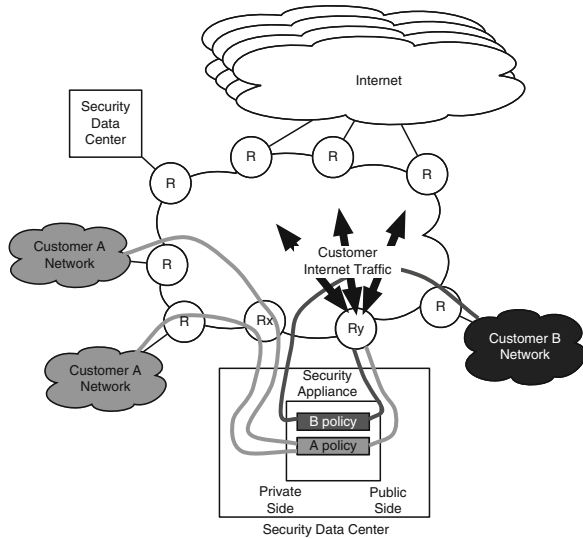 Internet
Security
Data
Center
R
R
R
R
Customer A
Network
R
Customer
Internet Traffic
R
Rx
Ry
R
Customer A
Network
Customer B
Network
Security
Appliance
B policy
A policy
Private
Side
Public
Side
Security Data Center